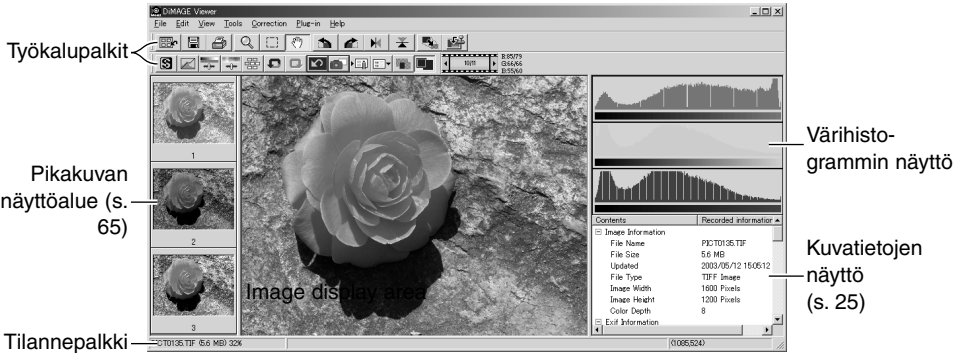 DiMAGE Viewer
File Edit View Tools Correction Plug-in Help
Työkalupalkit
10/11
R:85/79
G:66/66
B:55/60
1
2
3
Pikakuvan
näyttöalue (s.
65)
Image display area
Värihisto-
grammin näyttö
Contents Recorded information
Image Information
File Name PICT0135.TIF
File Size 5.6 MB
Updated 2003/05/12 15:05:12
File Type TIFF Image
Image Width 1600 Pixels
Image Height 1200 Pixels
Color Depth 8
Exif Information
Kuvatietojen
näyttö
(s. 25)
Tilannepalkki
PICT0135.TIF (5.6 MB) 32%
(1085,524)